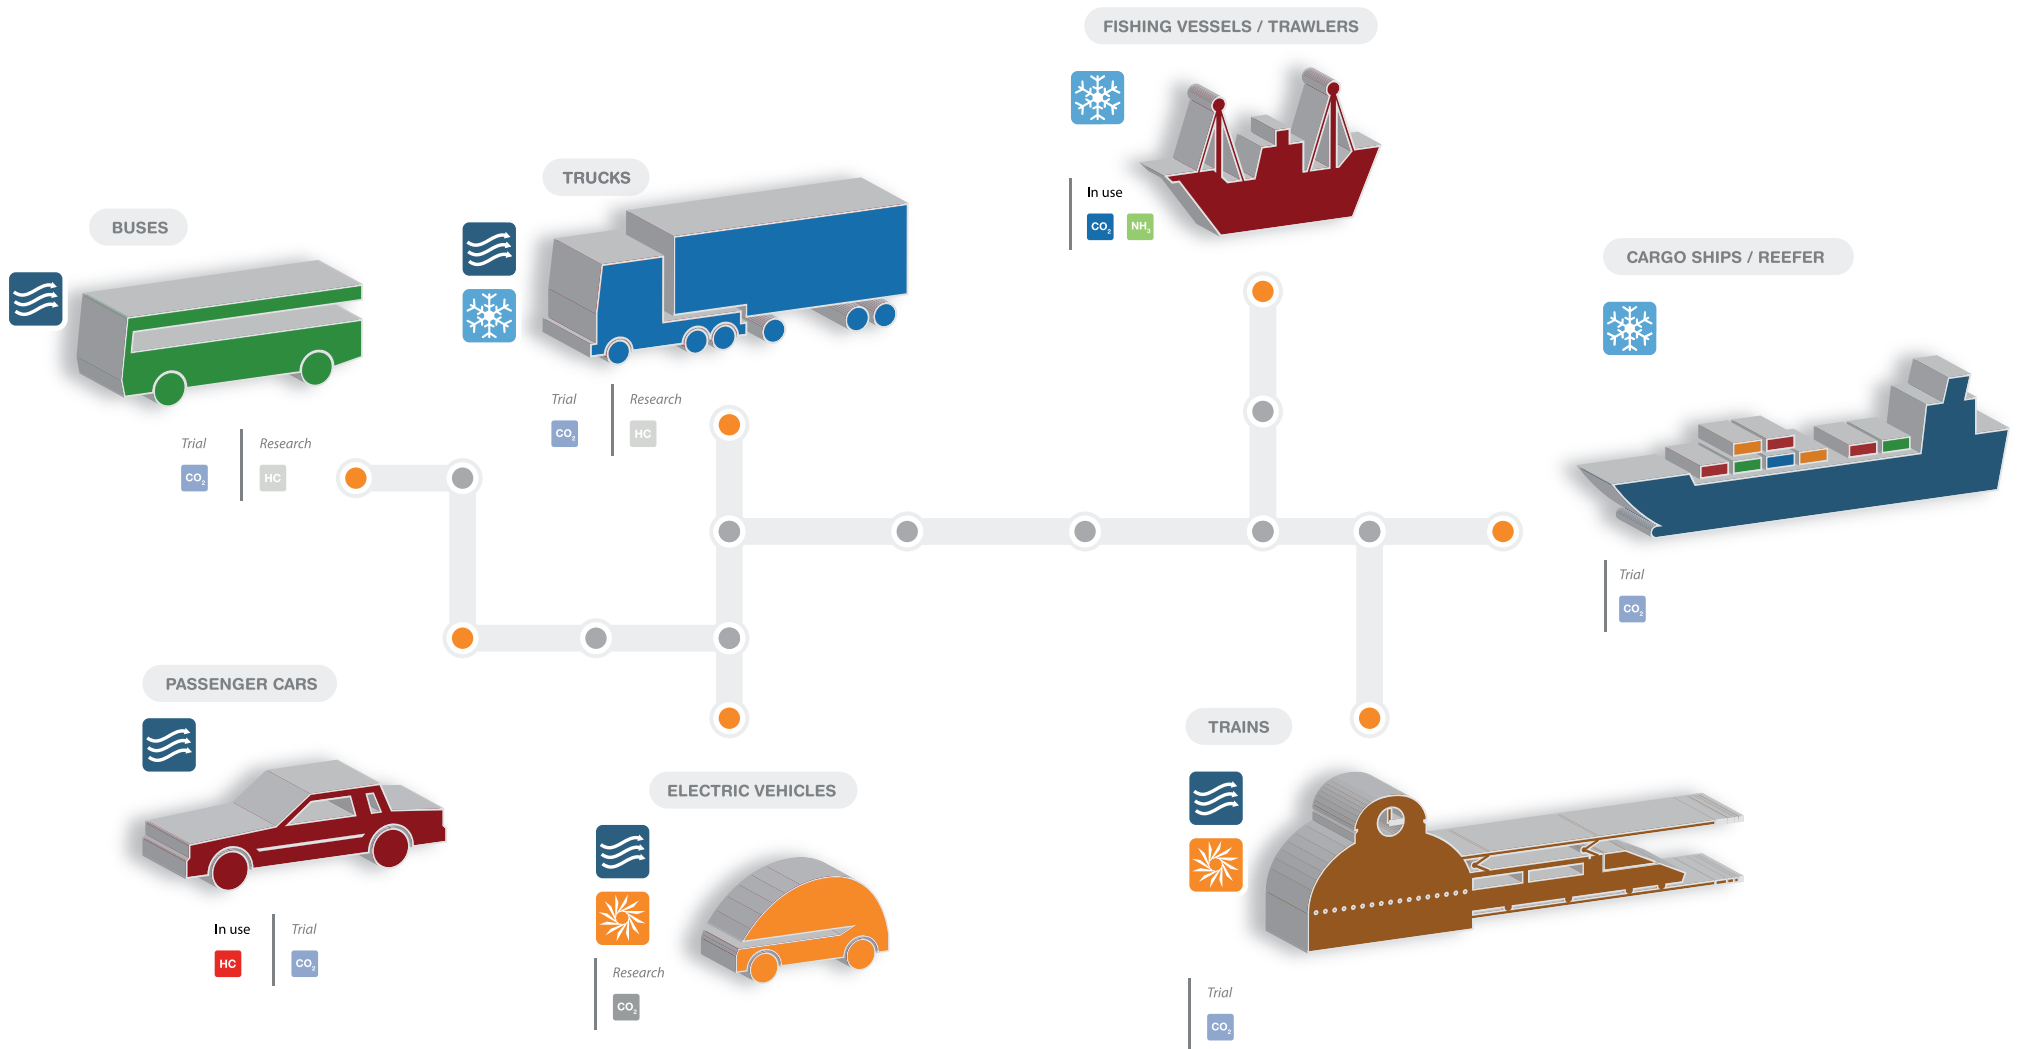 FISHING VESSELS / TRAWLERS
In use
CO₂ NH₃
TRUCKS
Trial Research
CO₂ HC
BUSES
Trial Research
CO₂ HC
CARGO SHIPS / REEFER
Trial
CO₂
PASSENGER CARS
In use Trial
HC CO₂
ELECTRIC VEHICLES
Research
CO₂
TRAINS
Trial
CO₂